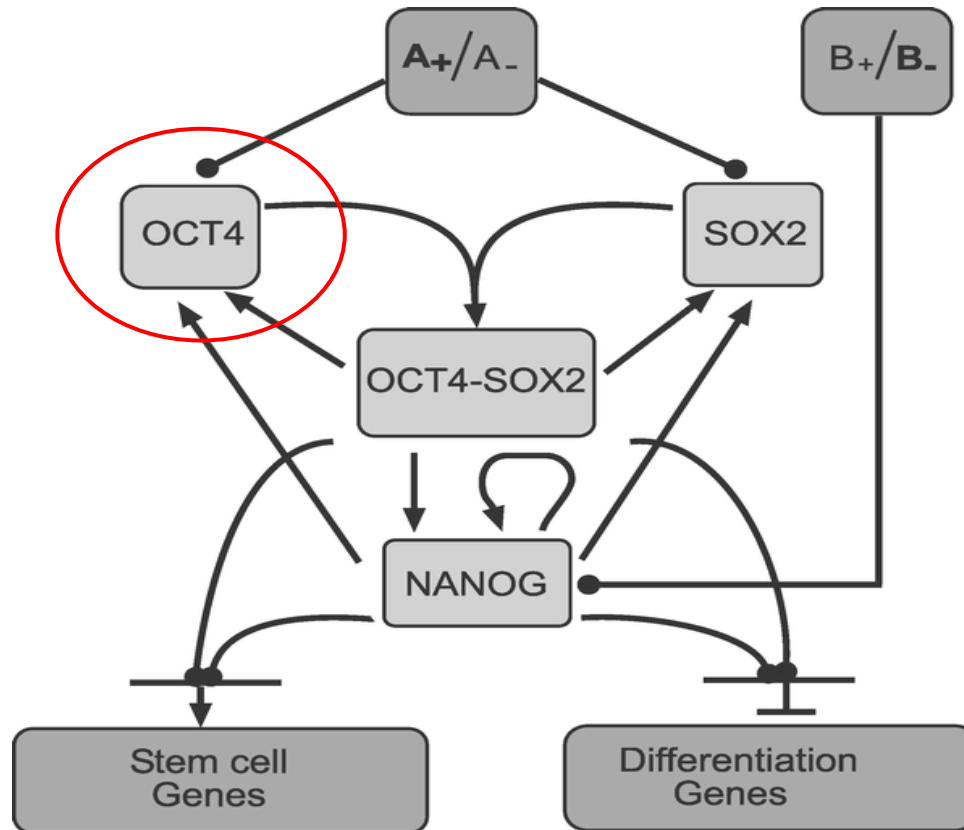 A+/A-
B+/B-
OCT4
SOX2
OCT4-SOX2
NANOG
Stem cell
Genes
Differentiation
Genes